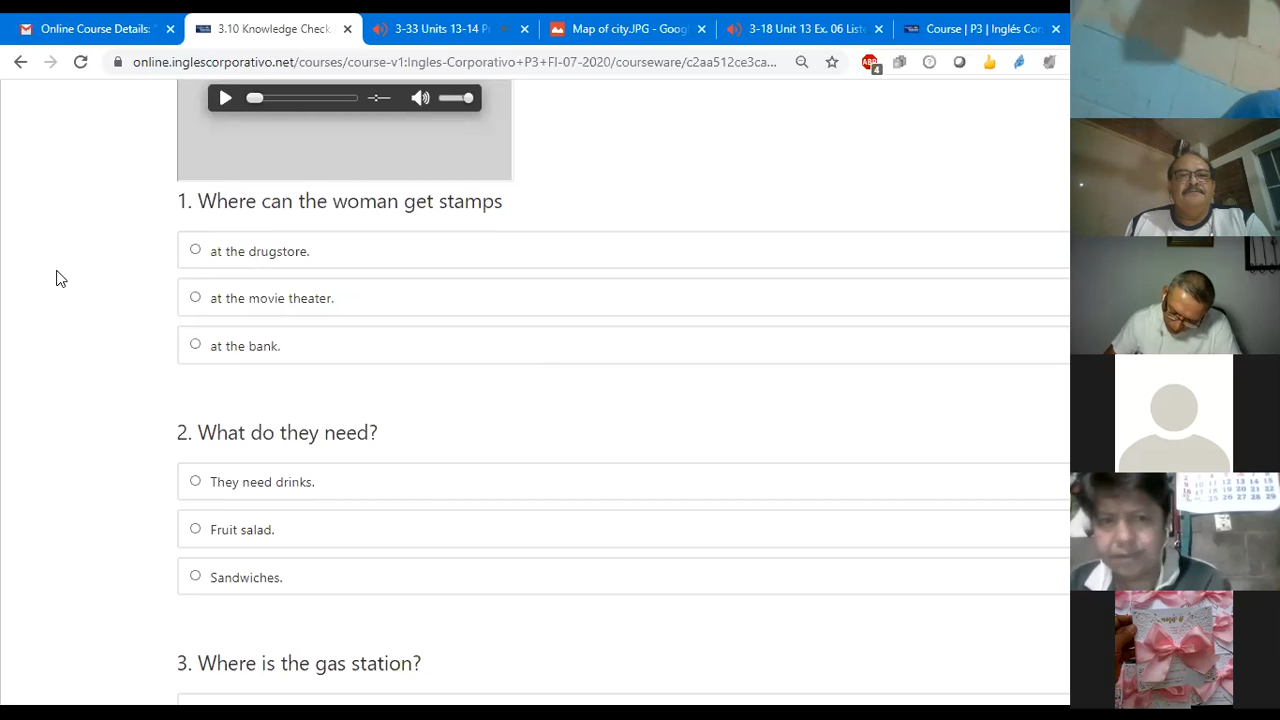 Online Course Details:
3.10 Knowledge Check
3-33 Units 13-14 P
Map of city.JPG - Goog
3-18 Unit 13 Ex. 06 List
Course | P3 | Inglés Co
online.inglescorporativo.net/courses/course-v1:Ingles-Corporativo+P3+FI-07-2020/courseware/c2aa512ce3ca...
ABP
4
1. Where can the woman get stamps
at the drugstore.
at the movie theater.
at the bank.
2. What do they need?
They need drinks.
Fruit salad.
Sandwiches.
3. Where is the gas station?